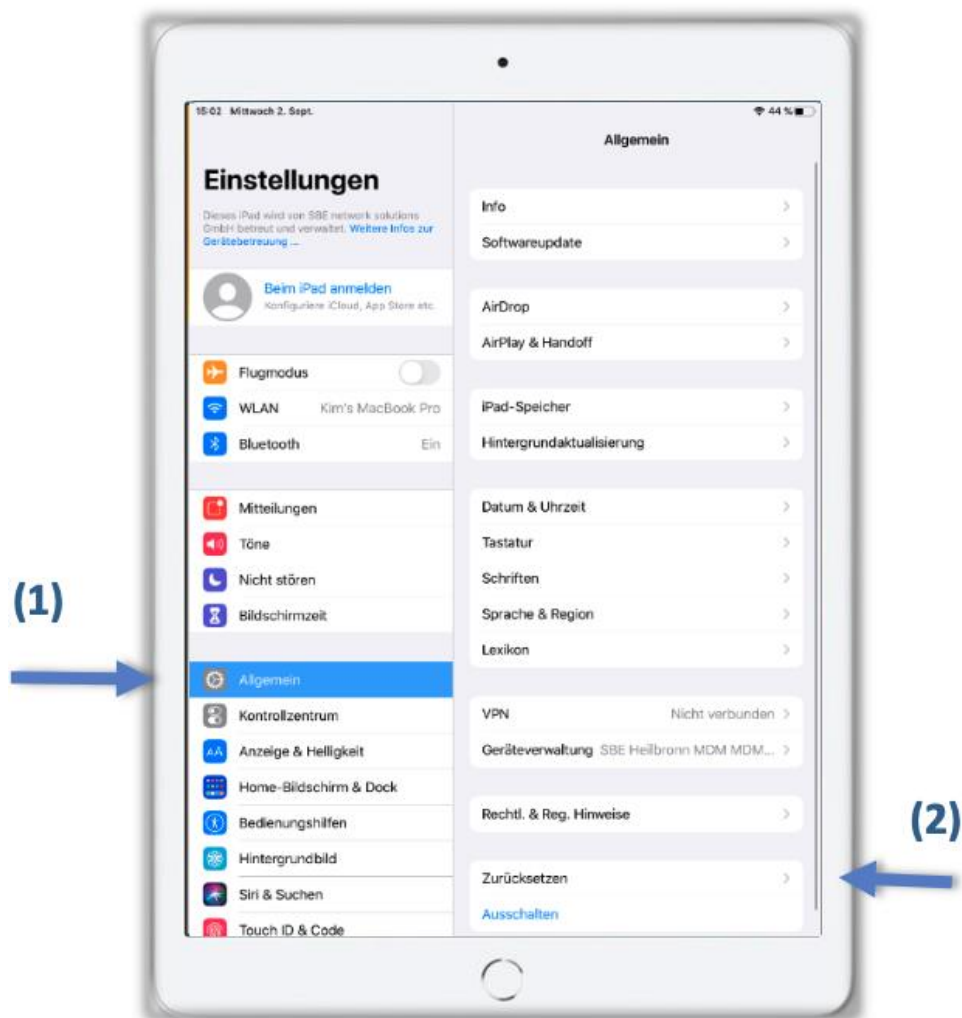 15:02 Mittwoch 2. Sept.
44 %
Einstellungen
Dieses iPad wird von SBE network solutions
GmbH betreut und verwaltet. Weitere Infos zur
Gerätebetreuung ...
Beim iPad anmelden
Konfiguriere iCloud, App Store etc.
Flugmodus
WLAN Kim's MacBook Pro
Bluetooth Ein
Mitteilungen
Töne
Nicht stören
Bildschirmzeit
(1)
Allgemein
Kontrollzentrum
AA Anzeige & Helligkeit
Home-Bildschirm & Dock
Bedienungshilfen
Hintergrundbild
Siri & Suchen
Touch ID & Code
Allgemein
Info
Softwareupdate
AirDrop
AirPlay & Handoff
iPad-Speicher
Hintergrundaktualisierung
Datum & Uhrzeit
Tastatur
Schriften
Sprache & Region
Lexikon
VPN Nicht verbunden
Geräteverwaltung SBE Heilbronn MDM MDM...
Rechtl. & Reg. Hinweise
(2)
Zurücksetzen
Ausschalten